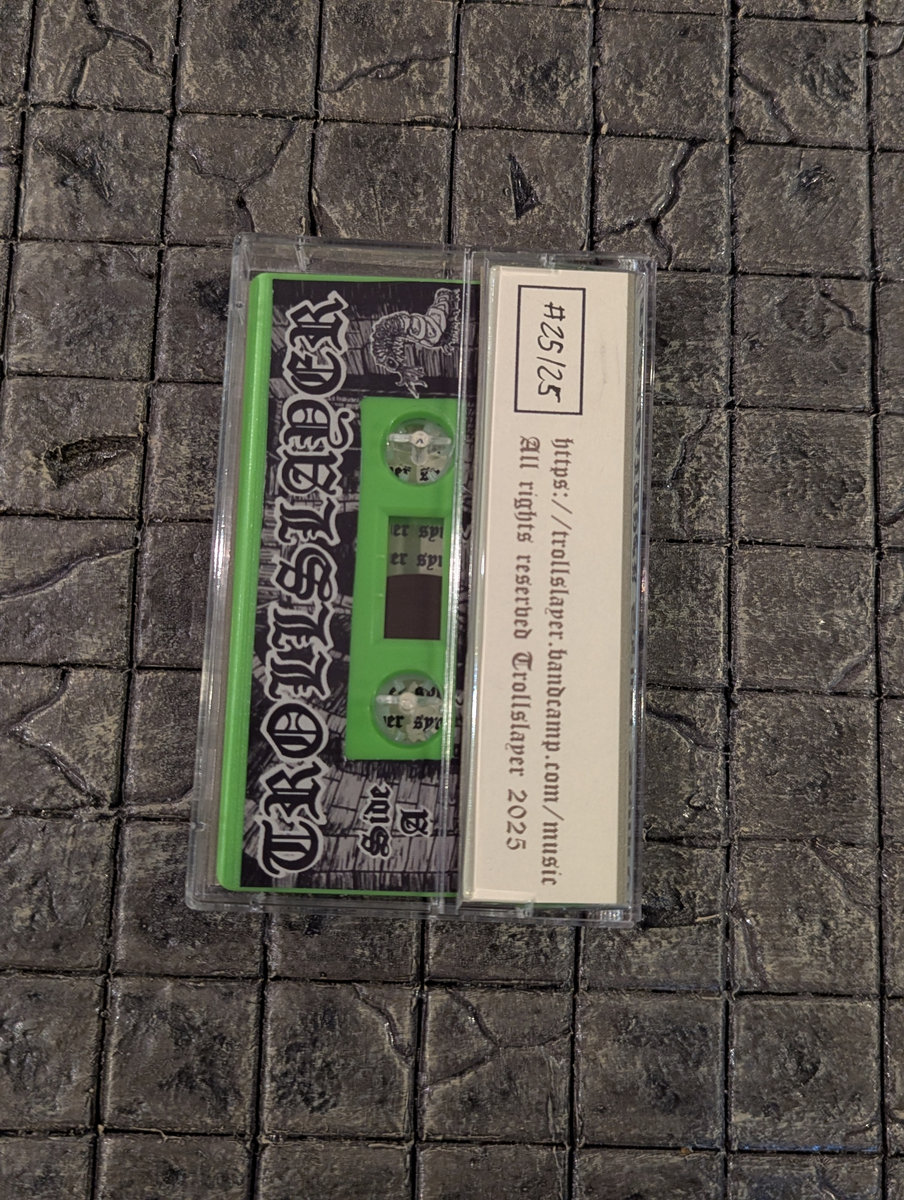 TROLLSLAYER
Side
A
#25/25
https://trollslayer.bandcamp.com/music
All rights reserved Trollslayer 2025